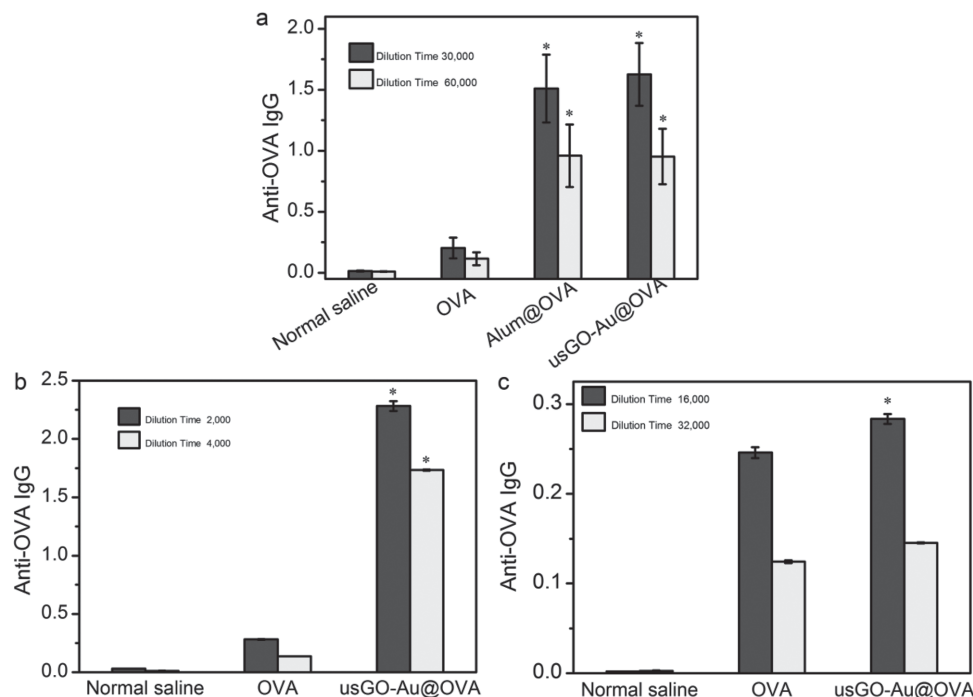 a
2.0
1.5
1.0
0.5
0.0
Anti-OVA IgG
Dilution Time 30,000
Dilution Time 60,000
*
*
*
*
Normal saline
OVA
Alum@OVA
usGO-Au@OVA
b
2.5
2.0
1.5
1.0
0.5
0.0
Anti-OVA IgG
Dilution Time 2,000
Dilution Time 4,000
*
*
Normal saline
OVA
usGO-Au@OVA
c
0.3
0.2
0.1
0.0
Anti-OVA IgG
Dilution Time 16,000
Dilution Time 32,000
*
Normal saline
OVA
usGO-Au@OVA